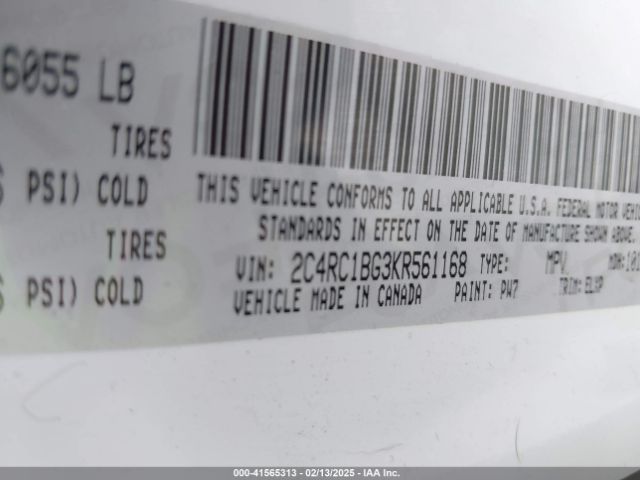 6055 LB
TIRES
PSI) COLD
TIRES
PSI) COLD
THIS VEHICLE CONFORMS TO ALL APPLICABLE U.S.A. FEDERAL MOTOR
STANDARDS IN EFFECT ON THE DATE OF MANUFACTURE SHOWN ABOVE.
VIN: 2C4RC1BG3KR561168 TYPE: MPV MDH:
VEHICLE MADE IN CANADA PAINT: PW7 TRIM:
000-41565313 - 02/13/2025 - IAA Inc.